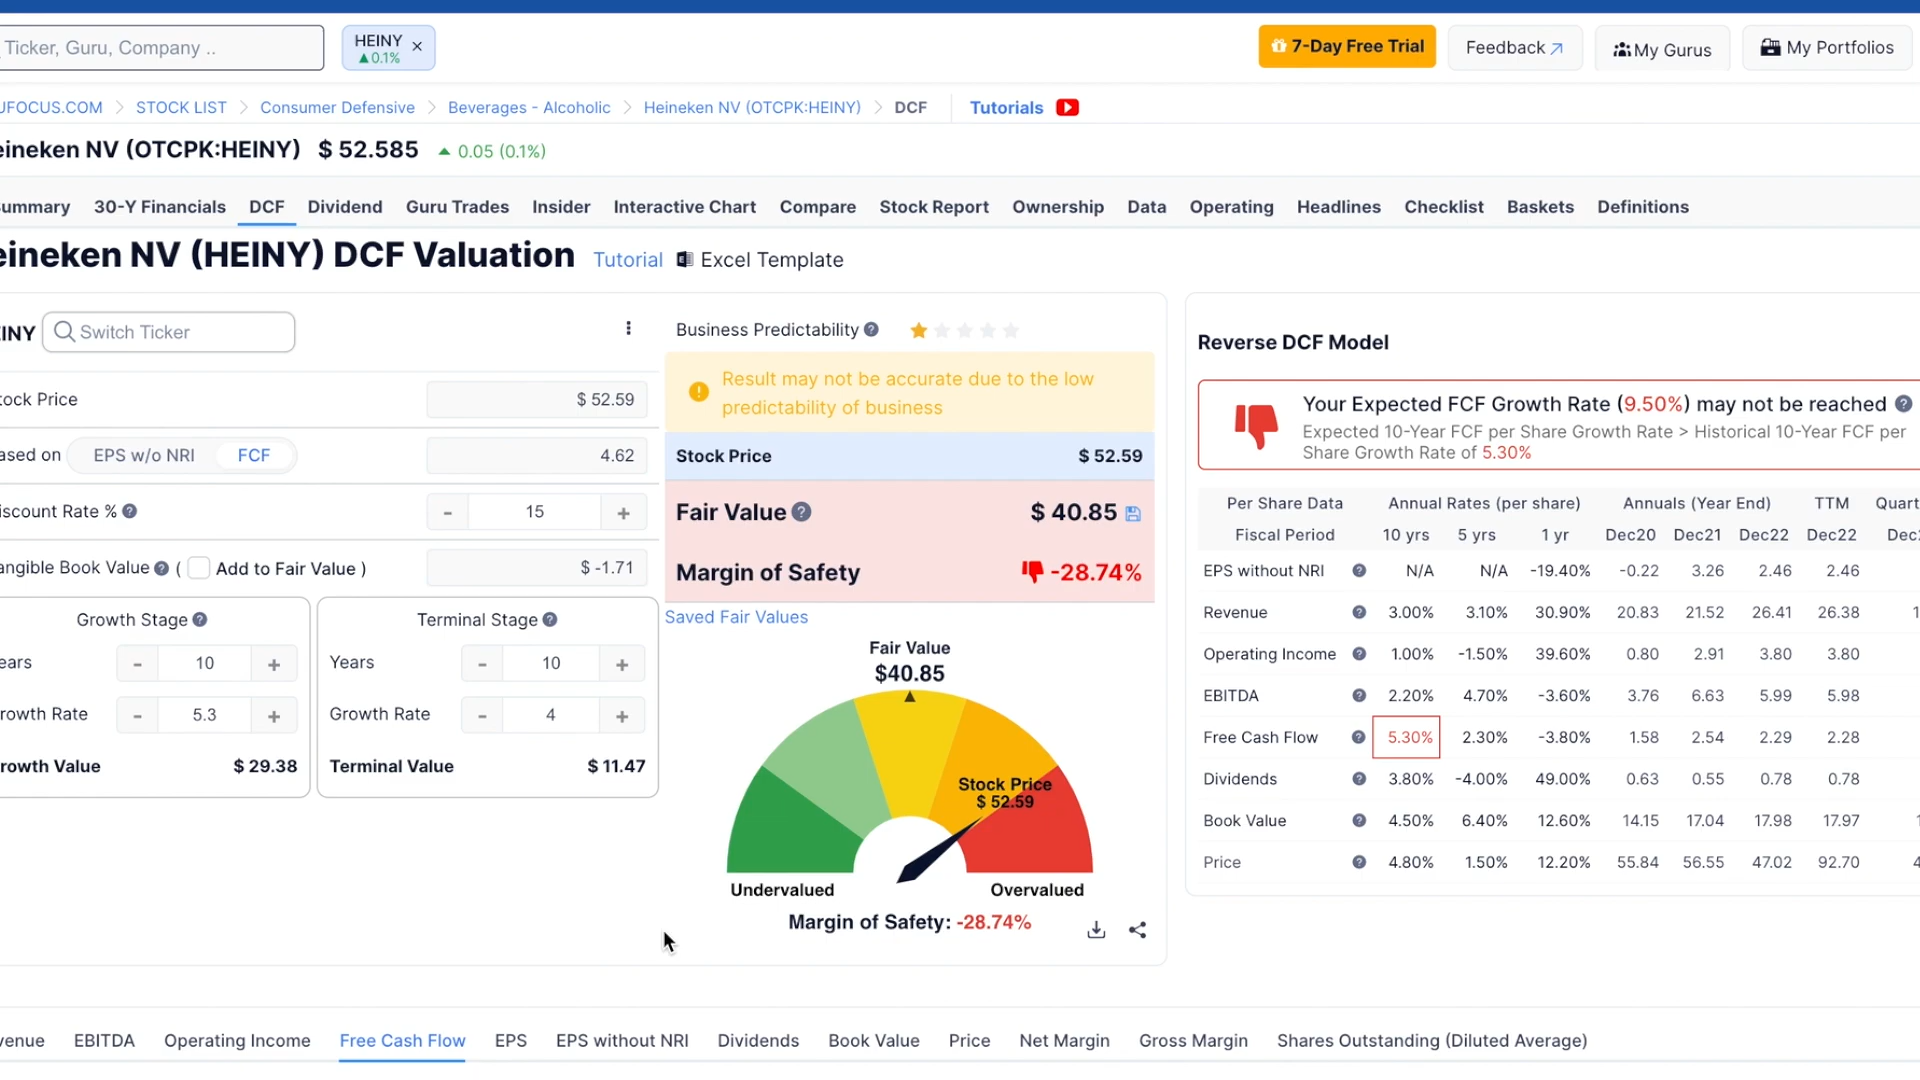 Ticker, Guru, Company ..
HEINY ×
0.1%
7-Day Free Trial
Feedback
My Gurus
My Portfolios
UFOCUS.COM > STOCK LIST > Consumer Defensive > Beverages - Alcoholic > Heineken NV (OTCPK:HEINY) > DCF
Tutorials
eineken NV (OTCPK:HEINY) $ 52.585 0.05 (0.1%)
ummary 30-Y Financials DCF Dividend Guru Trades Insider Interactive Chart Compare Stock Report Ownership Data Operating Headlines Checklist Baskets Definitions
eineken NV (HEINY) DCF Valuation Tutorial Excel Template
INY Switch Ticker
tock Price $ 52.59
ased on EPS w/o NRI FCF 4.62
iscount Rate % ? - 15 +
angible Book Value ? ( Add to Fair Value ) $ -1.71
Growth Stage ?
ears - 10 +
rowth Rate - 5.3 +
rowth Value $ 29.38
Terminal Stage ?
Years - 10 +
Growth Rate - 4 +
Terminal Value $ 11.47
Business Predictability ?
Result may not be accurate due to the low
predictability of business
Stock Price $ 52.59
Fair Value ? $ 40.85
Margin of Safety -28.74%
Saved Fair Values
Fair Value
$40.85
Stock Price
$ 52.59
Undervalued Overvalued
Margin of Safety: -28.74%
Reverse DCF Model
Your Expected FCF Growth Rate (9.50%) may not be reached ?
Expected 10-Year FCF per Share Growth Rate > Historical 10-Year FCF per
Share Growth Rate of 5.30%
Per Share Data Annual Rates (per share) Annuals (Year End) TTM Quart
Fiscal Period 10 yrs 5 yrs 1 yr Dec20 Dec21 Dec22 Dec22 Dec2
EPS without NRI ? N/A N/A -19.40% -0.22 3.26 2.46 2.46
Revenue ? 3.00% 3.10% 30.90% 20.83 21.52 26.41 26.38 1
Operating Income ? 1.00% -1.50% 39.60% 0.80 2.91 3.80 3.80
EBITDA ? 2.20% 4.70% -3.60% 3.76 6.63 5.99 5.98
Free Cash Flow ? 5.30% 2.30% -3.80% 1.58 2.54 2.29 2.28
Dividends ? 3.80% -4.00% 49.00% 0.63 0.55 0.78 0.78
Book Value ? 4.50% 6.40% 12.60% 14.15 17.04 17.98 17.97 1
Price ? 4.80% 1.50% 12.20% 55.84 56.55 47.02 92.70 4
venue EBITDA Operating Income Free Cash Flow EPS EPS without NRI Dividends Book Value Price Net Margin Gross Margin Shares Outstanding (Diluted Average)